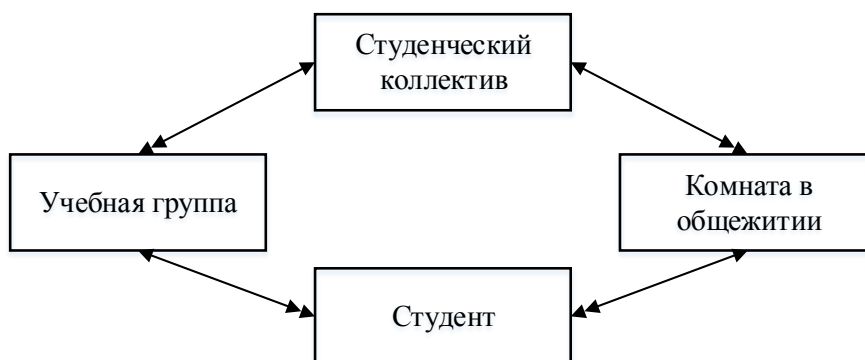 Студенческий
коллектив
Учебная группа
Комната в
общежитии
Студент